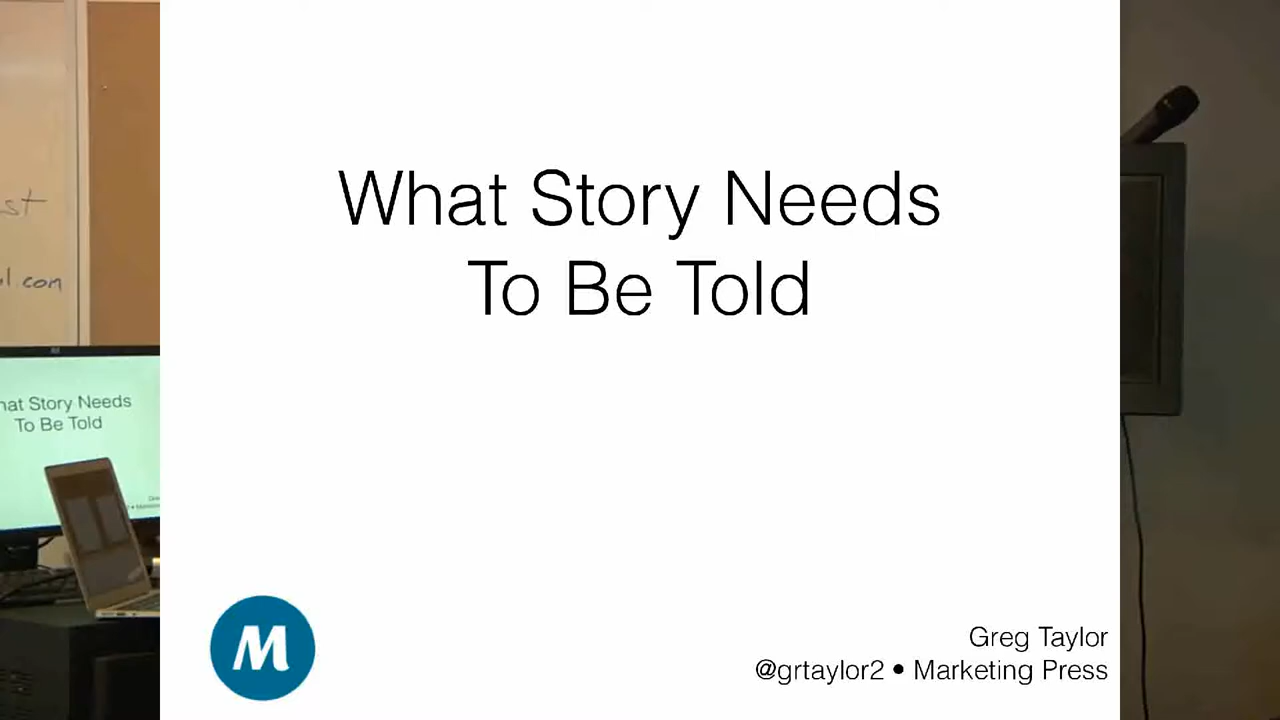 What Story Needs
To Be Told
st
l.con
hat Story Needs
To Be Told
M
Greg Taylor
@grtaylor2 • Marketing Press